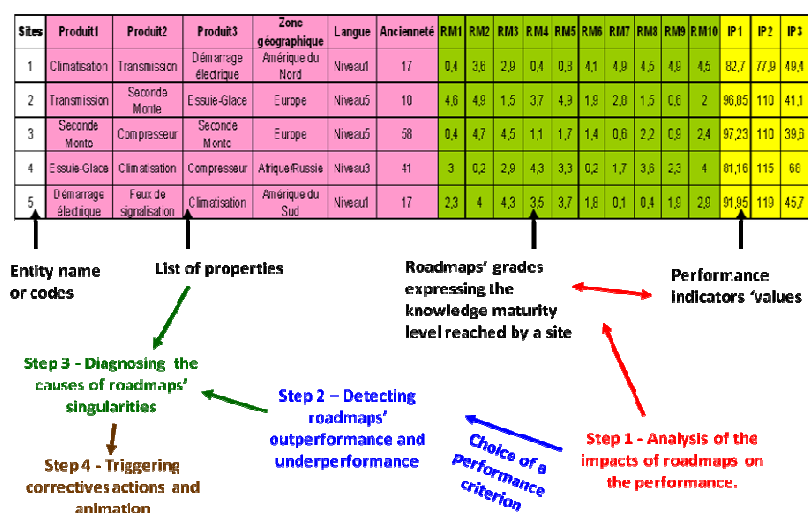 Sites Produit1 Produit2 Produit3 Zone géographique Langue Ancienneté RM1 RM2 RM3 RM4 RM5 RM6 RM7 RM8 RM9 RM10 IP1 IP2 IP3
1 Climatisation Transmission Démarrage électrique Amérique du Nord Niveau1 17 0,4 3,6 2,9 0,4 0,8 4,1 4,9 4,5 4,9 4,5 82,7 77,9 49,4
2 Transmission Seconde Monte Essuie-Glace Europe Niveau5 10 4,6 4,9 1,5 3,7 4,9 1,9 2,8 1,5 0,6 2 96,85 110 41,1
3 Seconde Monte Compresseur Seconde Monte Europe Niveau5 58 0,4 4,7 4,5 1,1 1,7 1,4 0,6 2,2 0,9 2,4 97,23 110 39,6
4 Essuie-Glace Climatisation Compresseur Afrique/Russie Niveau3 41 3 0,2 2,9 4,3 3,3 0,2 1,7 3,6 2,3 4 81,16 115 68
5 Démarrage électrique Feux de signalisation Climatisation Amérique du Sud Niveau1 17 2,3 4 4,3 3,5 3,7 1,8 0,1 0,4 1,9 2,9 91,95 119 45,7
Entity name
or codes
List of properties
Roadmaps' grades
expressing the
knowledge maturity
level reached by a site
Performance
indicators 'values
Step 3 - Diagnosing the
causes of roadmaps'
singularities
Step 2 – Detecting
roadmaps'
outperformance and
underperformance
Choice of a
Performance
criterion
Step 1 - Analysis of the
impacts of roadmaps on
the performance.
Step 4 - Triggering
correctives actions and
animation